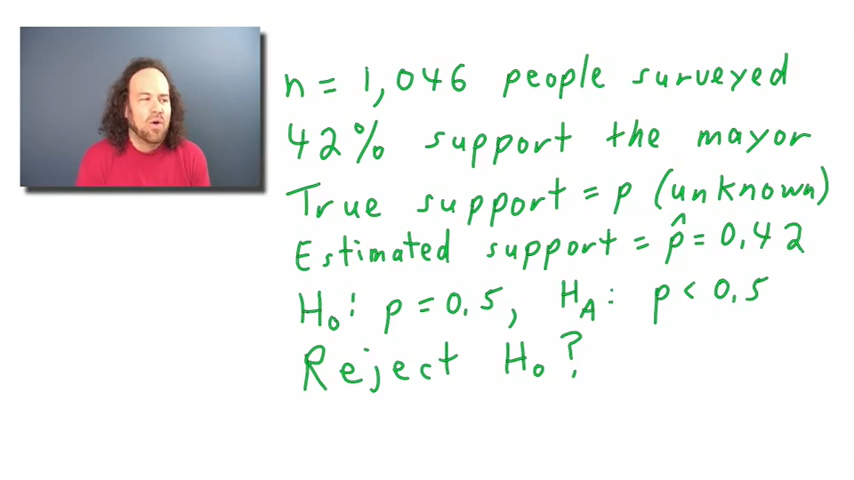 n = 1,046 people surveyed
42% support the mayor
True support = p (unknown)
Estimated support = p̂ = 0.42
H₀: p = 0.5, H_A: p < 0.5
Reject H₀?